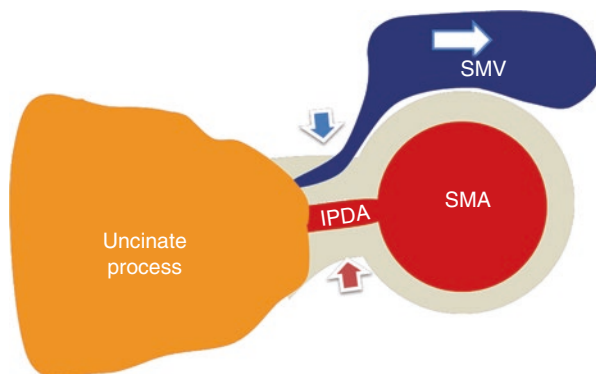 SMV
IPDA
SMA
Uncinate
process